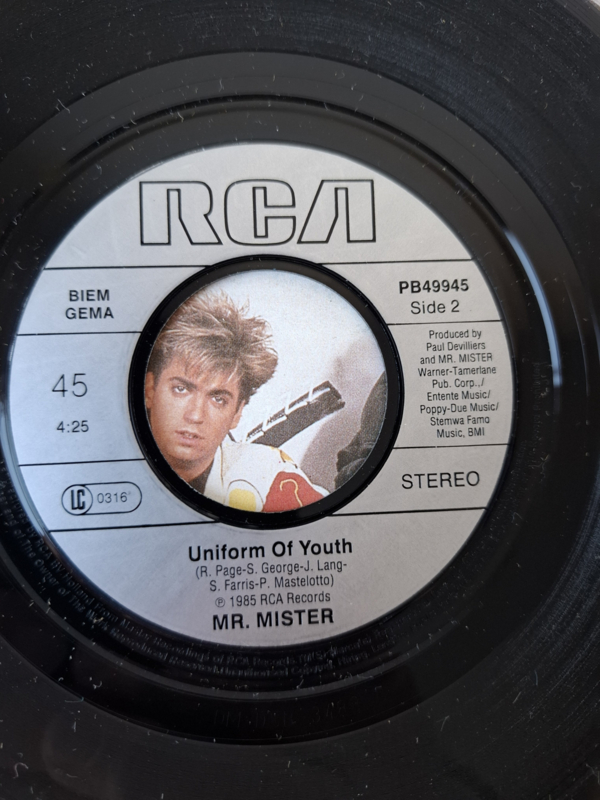 RCA
BIEM
GEMA
PB49945
Side 2
45
4:25
Produced by
Paul Devilliers
and MR. MISTER
Warner-Tamerlane
Pub. Corp.,/
Entente Music/
Poppy-Due Music/
Stemwa Famo
Music, BMI
LC 0316
STEREO
Uniform Of Youth
(R. Page-S. George-J. Lang-
S. Farris-P. Mastelotto)
℗ 1985 RCA Records
MR. MISTER